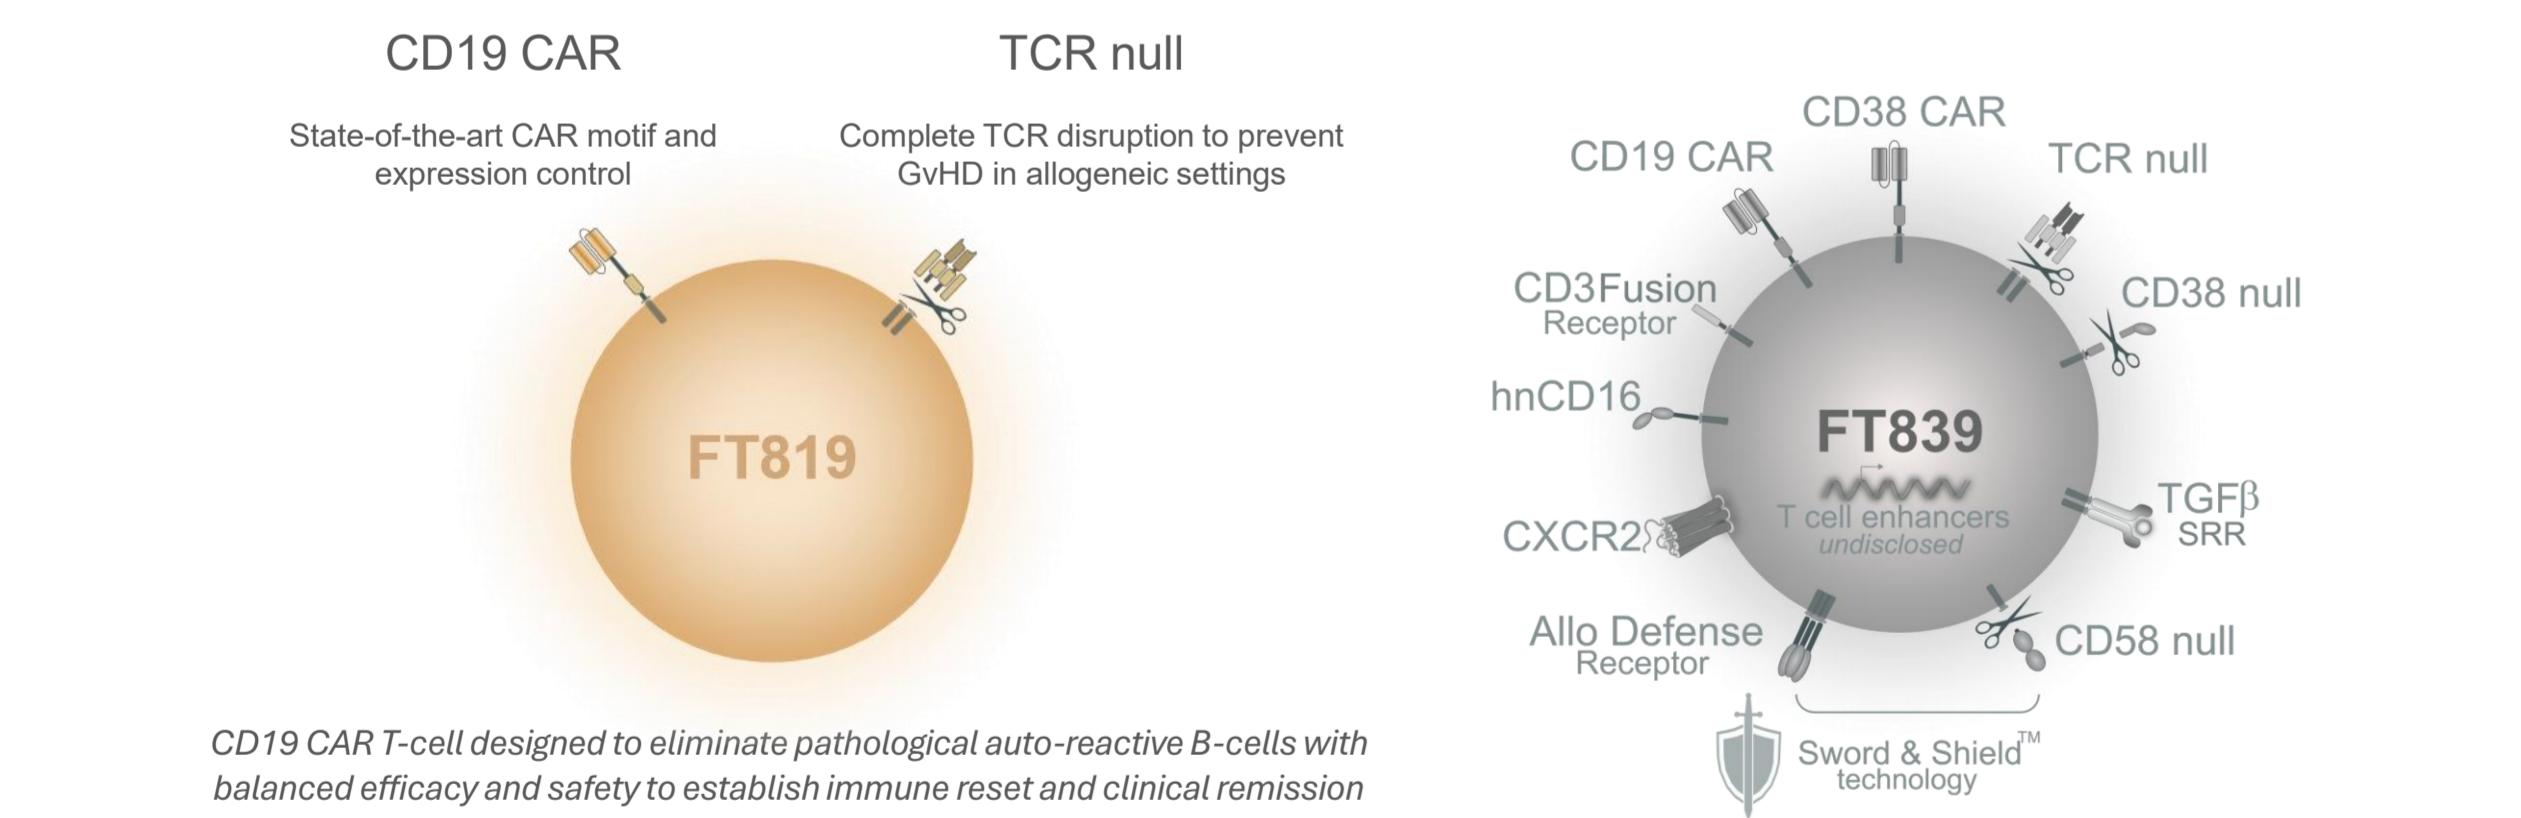 CD19 CAR
State-of-the-art CAR motif and
expression control
TCR null
Complete TCR disruption to prevent
GvHD in allogeneic settings
FT819
CD19 CAR T-cell designed to eliminate pathological auto-reactive B-cells with
balanced efficacy and safety to establish immune reset and clinical remission
CD38 CAR
CD19 CAR
TCR null
CD3Fusion
Receptor
CD38 null
hnCD16
FT839
T cell enhancers
undisclosed
CXCR2
TGFβ
SRR
Allo Defense
Receptor
CD58 null
Sword & Shield™
technology